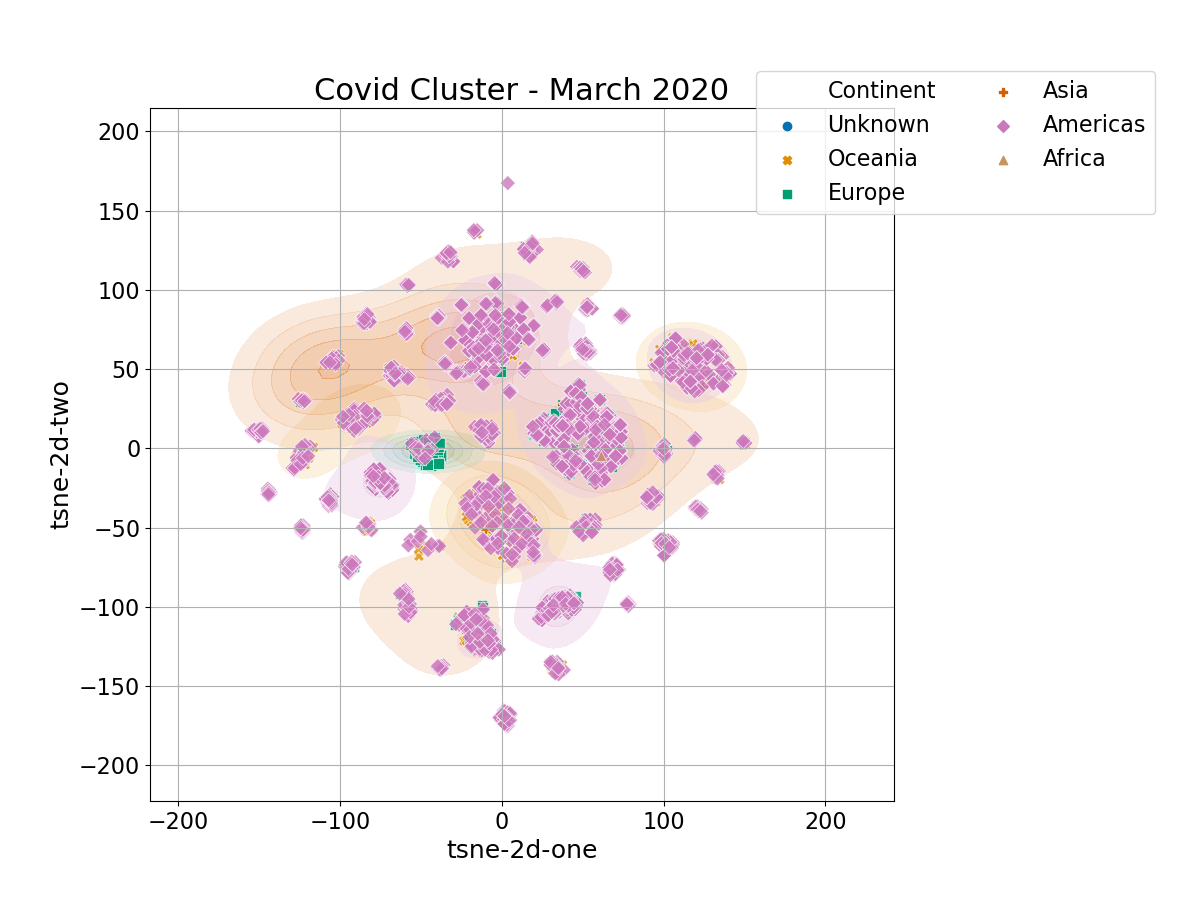 Covid Cluster - March 2020
Continent
Unknown
Oceania
Europe
Asia
Americas
Africa
200
150
100
50
0
−50
−100
−150
−200
tsne-2d-two
−200
−100
0
100
200
tsne-2d-one